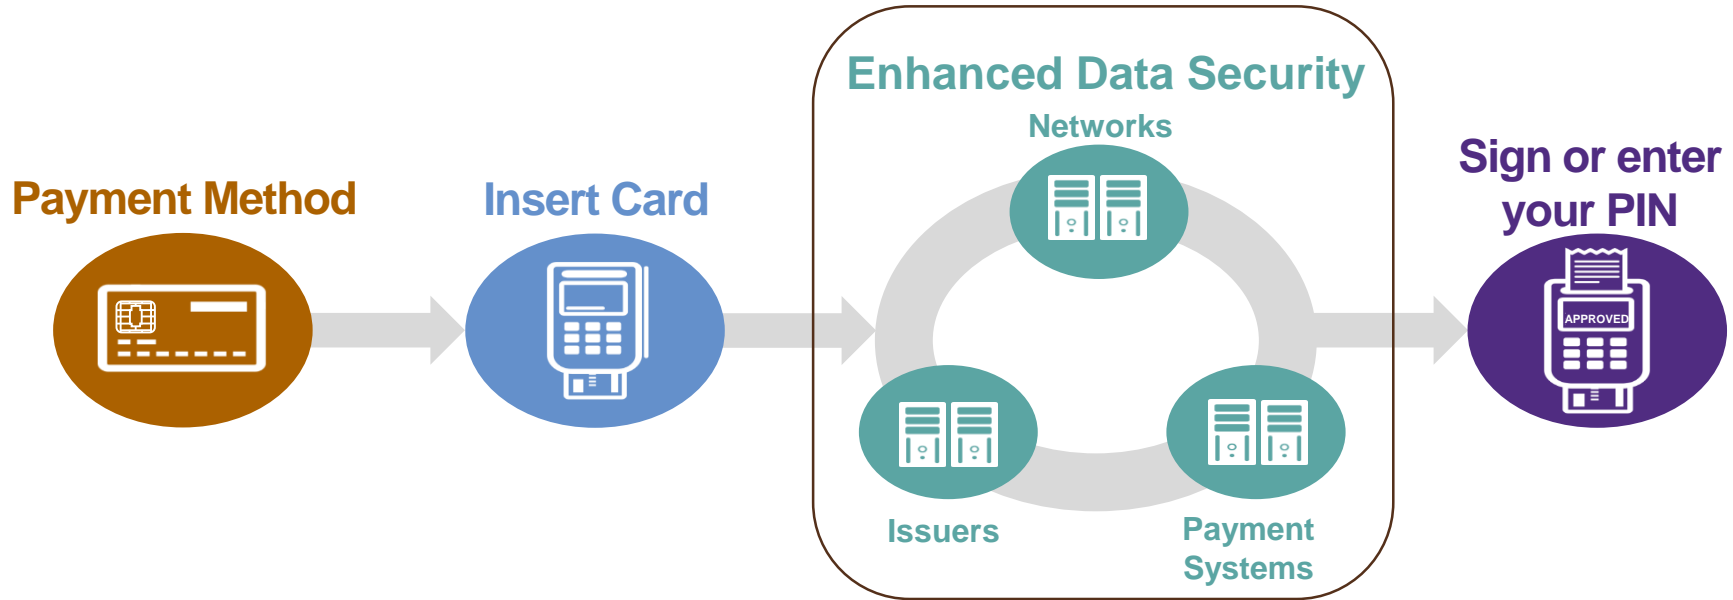 Enhanced Data Security
Networks
Payment Method
Insert Card
Sign or enter
your PIN
APPROVED
Issuers
Payment
Systems